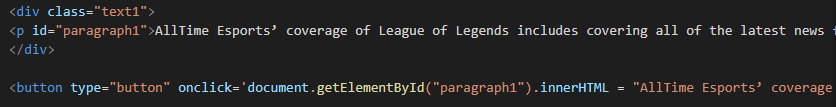 <div class="text1">
<p id="paragraph1">AllTime Esports’ coverage of League of Legends includes covering all of the latest news
</div>
<button type="button" onclick='document.getElementById("paragraph1").innerHTML = "AllTime Esports’ coverage